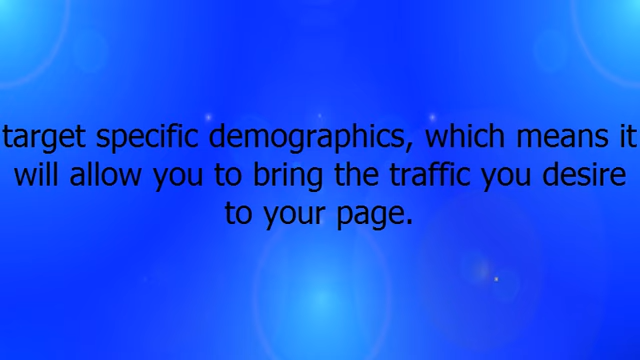 target specific demographics, which means it
will allow you to bring the traffic you desire
to your page.